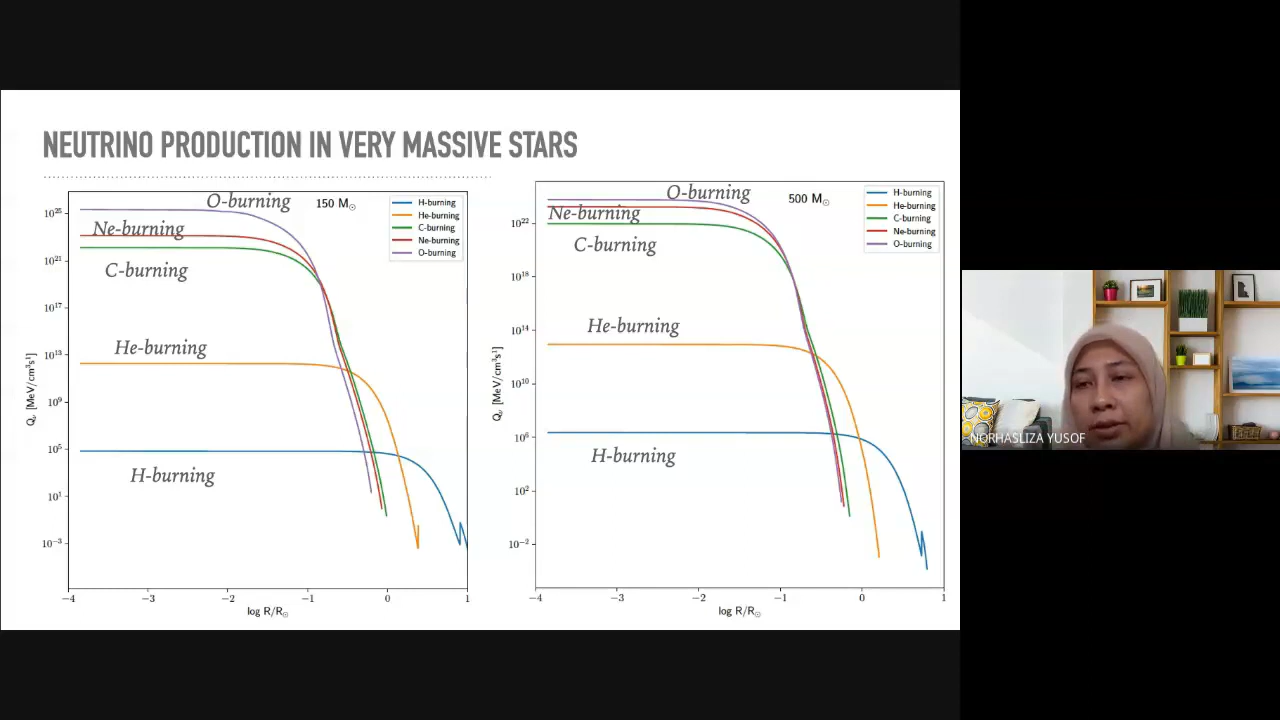 NEUTRINO PRODUCTION IN VERY MASSIVE STARS
O-burning
150 M☉
H-burning
He-burning
C-burning
Ne-burning
O-burning
Ne-burning
C-burning
He-burning
H-burning
10²⁵
10²¹
10¹⁷
10¹³
10⁹
10⁵
10¹
10⁻³
Qᵥ [MeV/cm³s¹]
−4 −3 −2 −1 0 1
log R/R☉
O-burning
500 M☉
H-burning
He-burning
C-burning
Ne-burning
O-burning
Ne-burning
C-burning
He-burning
H-burning
10²²
10¹⁸
10¹⁴
10¹⁰
10⁶
10²
10⁻²
Qᵥ [MeV/cm³s¹]
−4 −3 −2 −1 0 1
log R/R☉
NORHASLIZA YUSOF